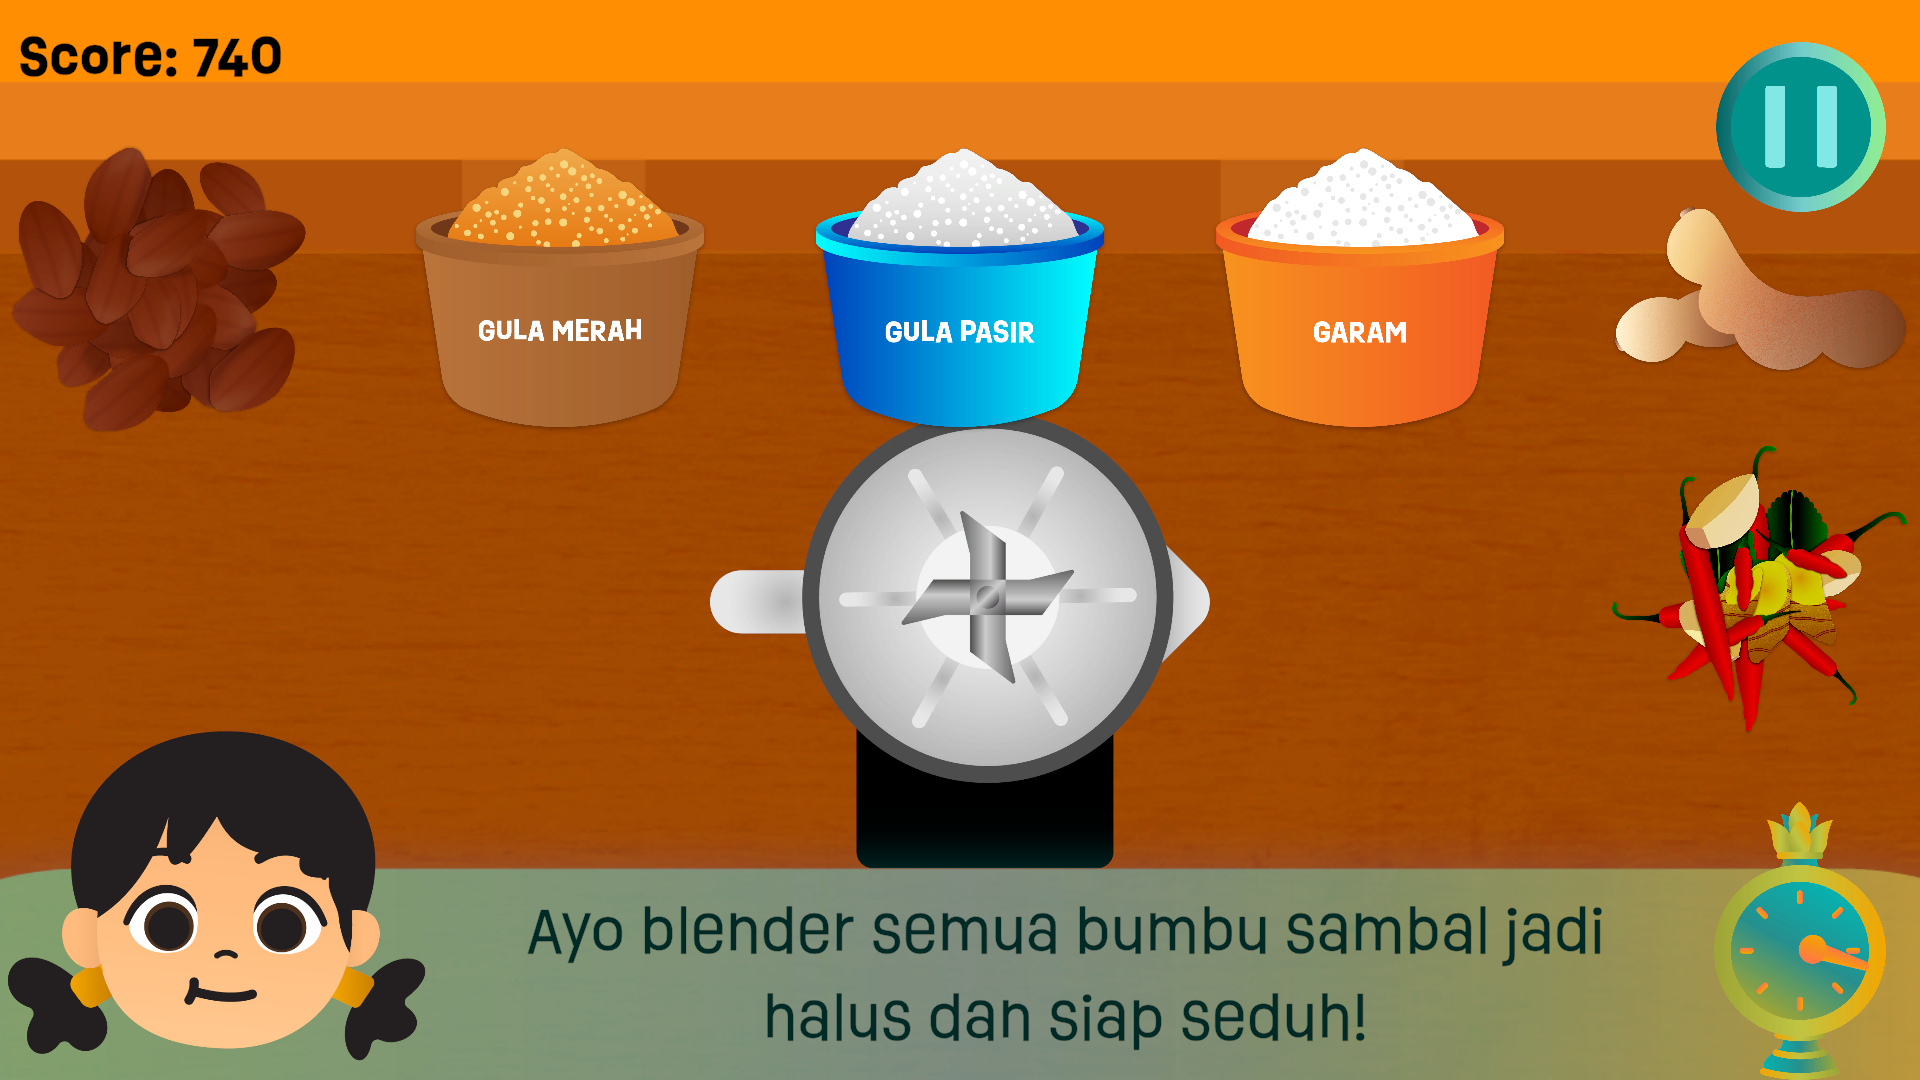 Score: 740
GULA MERAH
GULA PASIR
GARAM
Ayo blender semua bumbu sambal jadi
halus dan siap seduh!